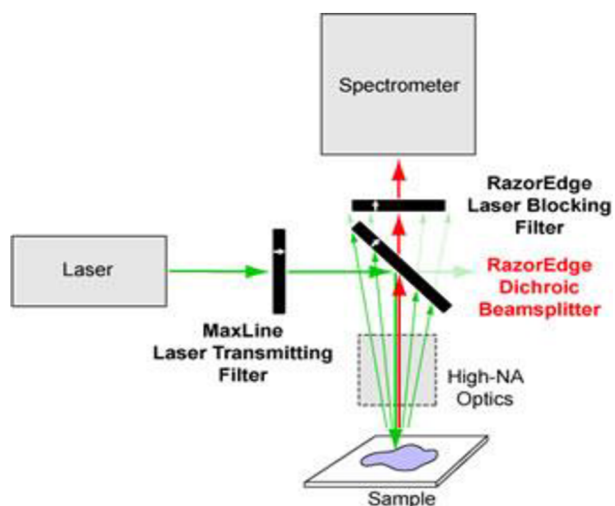 Spectrometer
RazorEdge
Laser Blocking
Filter
Laser
RazorEdge
Dichroic
Beamsplitter
MaxLine
Laser Transmitting
Filter
High-NA
Optics
Sample